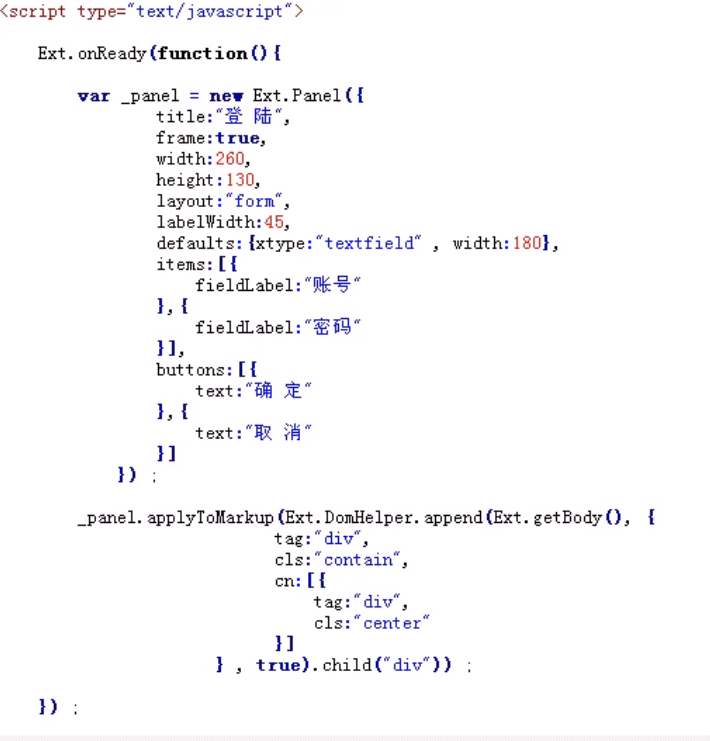 <script type="text/javascript">
Ext.onReady(function(){
var _panel = new Ext.Panel({
title:"登 陆",
frame:true,
width:260,
height:130,
layout:"form",
labelWidth:45,
defaults:{xtype:"textfield" , width:180},
items:[{
fieldLabel:"账号"
},{
fieldLabel:"密码"
}],
buttons:[{
text:"确 定"
},{
text:"取 消"
}]
}) ;
_panel.applyToMarkup(Ext.DomHelper.append(Ext.getBody(), {
tag:"div",
cls:"contain",
cn:[{
tag:"div",
cls:"center"
}]
} , true).child("div")) ;
}) ;